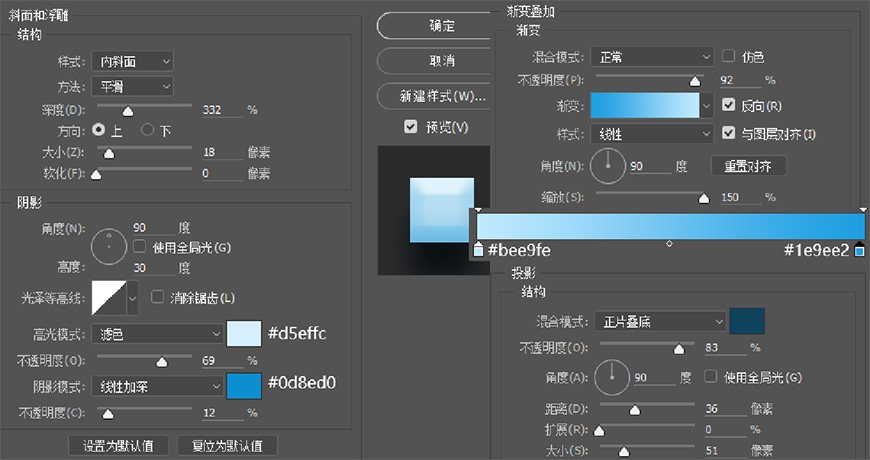 斜面和浮雕
结构
样式: 内斜面
方法: 平滑
深度(D): 332 %
方向: 上 下
大小(Z): 18 像素
软化(F): 0 像素
阴影
角度(N): 90 度
使用全局光(G)
高度: 30 度
光泽等高线: 消除锯齿(L)
高光模式: 滤色 #d5effc
不透明度(O): 69 %
阴影模式: 线性加深 #0d8ed0
不透明度(C): 12 %
设置为默认值 复位为默认值
确定
取消
新建样式(W)...
预览(V)
渐变叠加
渐变
混合模式: 正常 仿色
不透明度(P): 92 %
渐变: 反向(R)
样式: 线性 与图层对齐(I)
角度(N): 90 度 重置对齐
缩放(S): 150 %
#bee9fe #1e9ee2
投影
结构
混合模式: 正片叠底
不透明度(O): 83 %
角度(A): 90 度 使用全局光(G)
距离(D): 36 像素
扩展(R): 0 %
大小(S): 51 像素